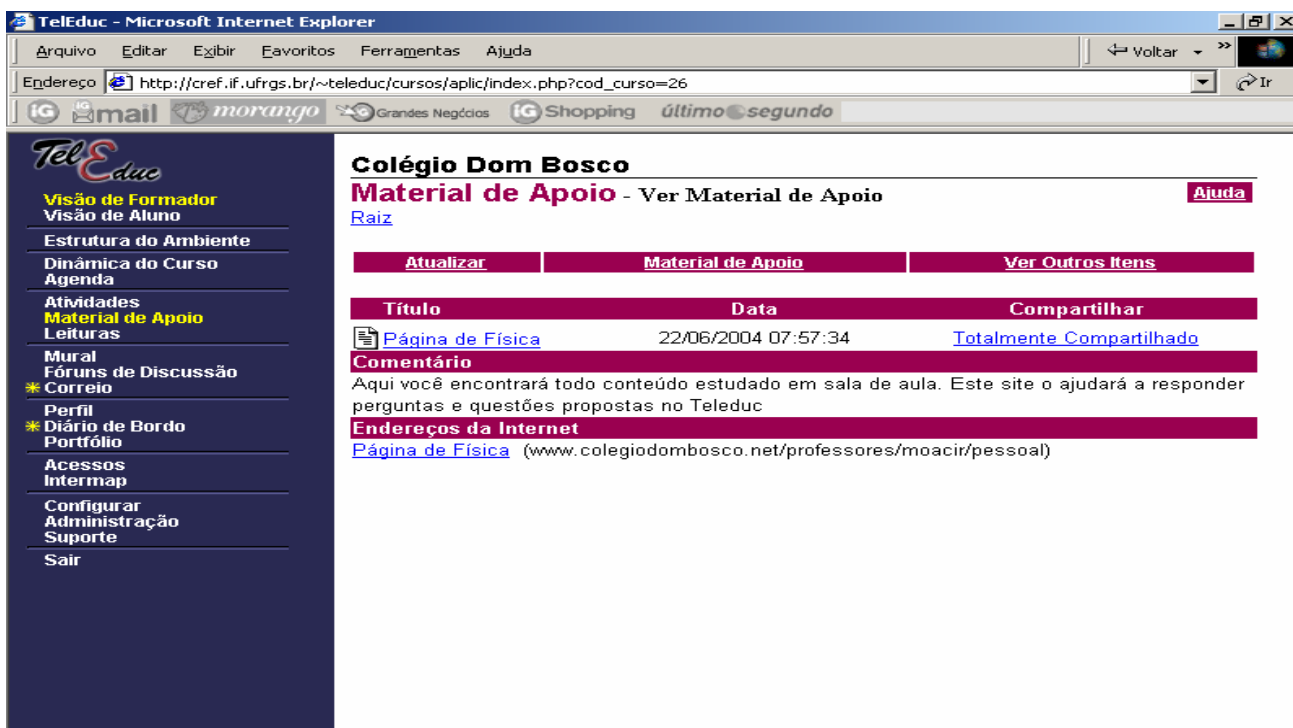 TelEduc - Microsoft Internet Explorer
Arquivo Editar Exibir Favoritos Ferramentas Ajuda Voltar »
Endereço http://cref.if.ufrgs.br/~teleduc/cursos/aplic/index.php?cod_curso=26 Ir
iG iGmail morango Grandes Negócios iG Shopping último segundo
TelEduc
Visão de Formador
Visão de Aluno
Estrutura do Ambiente
Dinâmica do Curso
Agenda
Atividades
Material de Apoio
Leituras
Mural
Fóruns de Discussão
Correio
Perfil
Diário de Bordo
Portfólio
Acessos
Intermap
Configurar
Administração
Suporte
Sair
Colégio Dom Bosco
Material de Apoio - Ver Material de Apoio Ajuda
Raiz
Atualizar Material de Apoio Ver Outros Itens
Título Data Compartilhar
Página de Física 22/06/2004 07:57:34 Totalmente Compartilhado
Comentário
Aqui você encontrará todo conteúdo estudado em sala de aula. Este site o ajudará a responder
perguntas e questões propostas no Teleduc
Endereços da Internet
Página de Física (www.colegiodombosco.net/professores/moacir/pessoal)